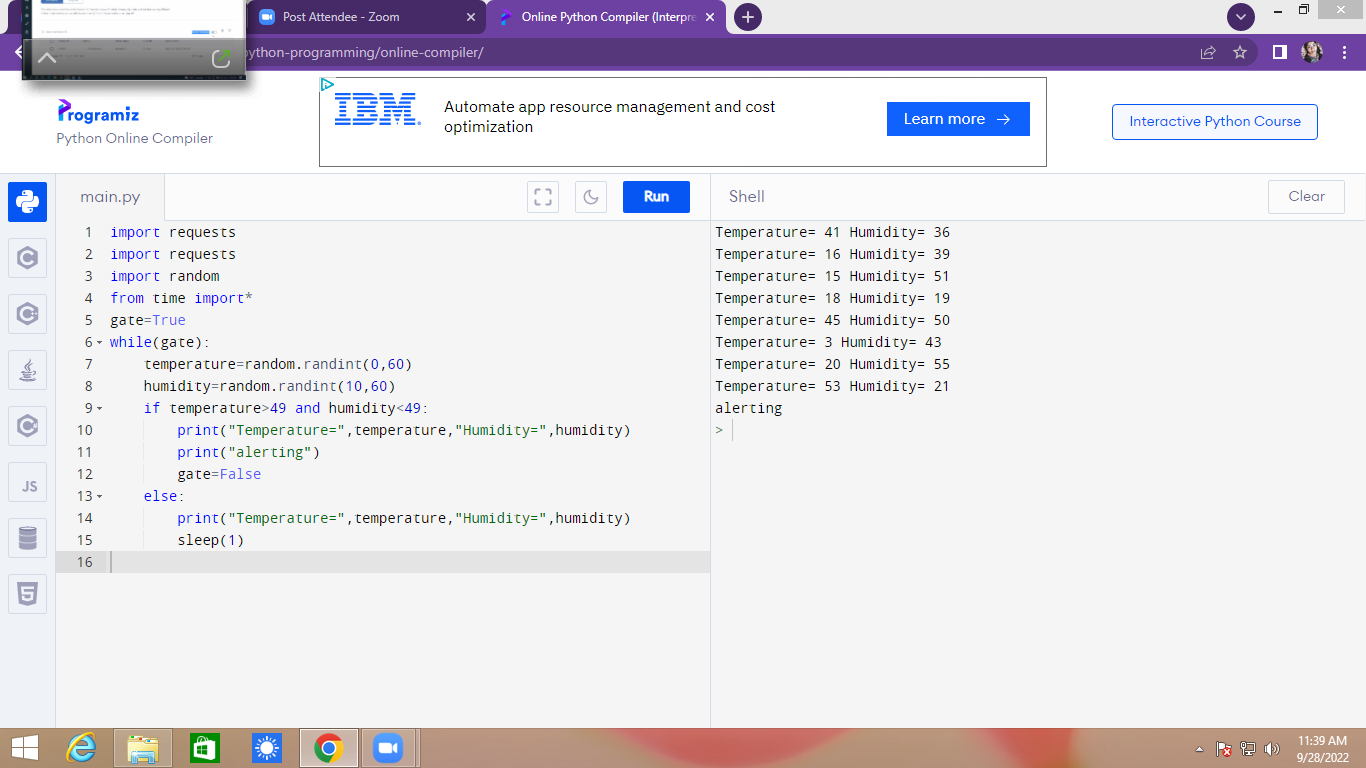 Post Attendee - Zoom
Online Python Compiler (Interpre
ython-programming/online-compiler/
Programiz
Python Online Compiler
IBM
Automate app resource management and cost
optimization
Learn more
Interactive Python Course
main.py
Run
Shell
Clear
1 import requests
2 import requests
3 import random
4 from time import*
5 gate=True
6 while(gate):
7 temperature=random.randint(0,60)
8 humidity=random.randint(10,60)
9 if temperature>49 and humidity<49:
10 print("Temperature=",temperature,"Humidity=",humidity)
11 print("alerting")
12 gate=False
13 else:
14 print("Temperature=",temperature,"Humidity=",humidity)
15 sleep(1)
16
Temperature= 41 Humidity= 36
Temperature= 16 Humidity= 39
Temperature= 15 Humidity= 51
Temperature= 18 Humidity= 19
Temperature= 45 Humidity= 50
Temperature= 3 Humidity= 43
Temperature= 20 Humidity= 55
Temperature= 53 Humidity= 21
alerting
>
JS
11:39 AM
9/28/2022